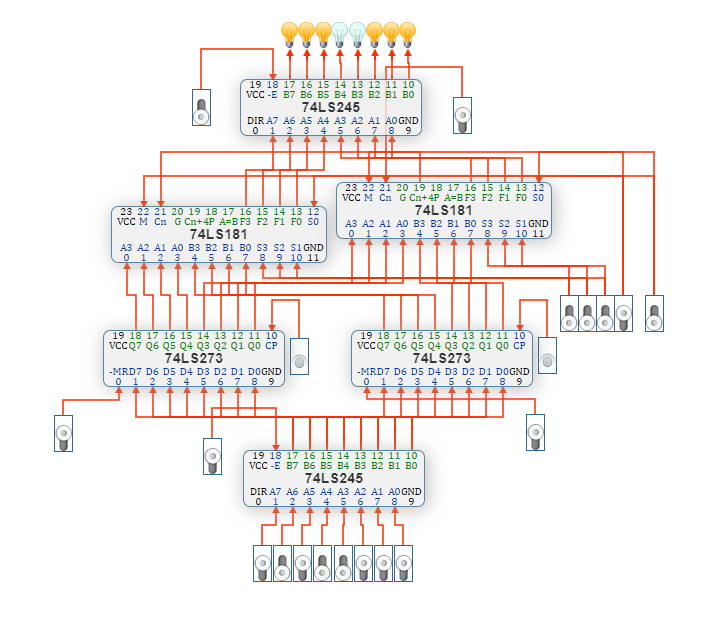 19 18 17 16 15 14 13 12 11 10
VCC -E B7 B6 B5 B4 B3 B2 B1 B0
74LS245
DIR A7 A6 A5 A4 A3 A2 A1 A0 GND
0 1 2 3 4 5 6 7 8 9
23 22 21 20 19 18 17 16 15 14 13 12
VCC M Cn G Cn+4 P A=B F3 F2 F1 F0 S0
74LS181
A3 A2 A1 A0 B3 B2 B1 B0 S3 S2 S1 GND
0 1 2 3 4 5 6 7 8 9 10 11
23 22 21 20 19 18 17 16 15 14 13 12
VCC M Cn G Cn+4P A=B F3 F2 F1 F0 S0
74LS181
A3 A2 A1 A0 B3 B2 B1 B0 S3 S2 S1 GND
0 1 2 3 4 5 6 7 8 9 10 11
19 18 17 16 15 14 13 12 11 10
VCC Q7 Q6 Q5 Q4 Q3 Q2 Q1 Q0 CP
74LS273
-MR D7 D6 D5 D4 D3 D2 D1 D0 GND
0 1 2 3 4 5 6 7 8 9
19 18 17 16 15 14 13 12 11 10
VCC Q7 Q6 Q5 Q4 Q3 Q2 Q1 Q0 CP
74LS273
-MR D7 D6 D5 D4 D3 D2 D1 D0 GND
0 1 2 3 4 5 6 7 8 9
19 18 17 16 15 14 13 12 11 10
VCC -E B7 B6 B5 B4 B3 B2 B1 B0
74LS245
DIR A7 A6 A5 A4 A3 A2 A1 A0 GND
0 1 2 3 4 5 6 7 8 9